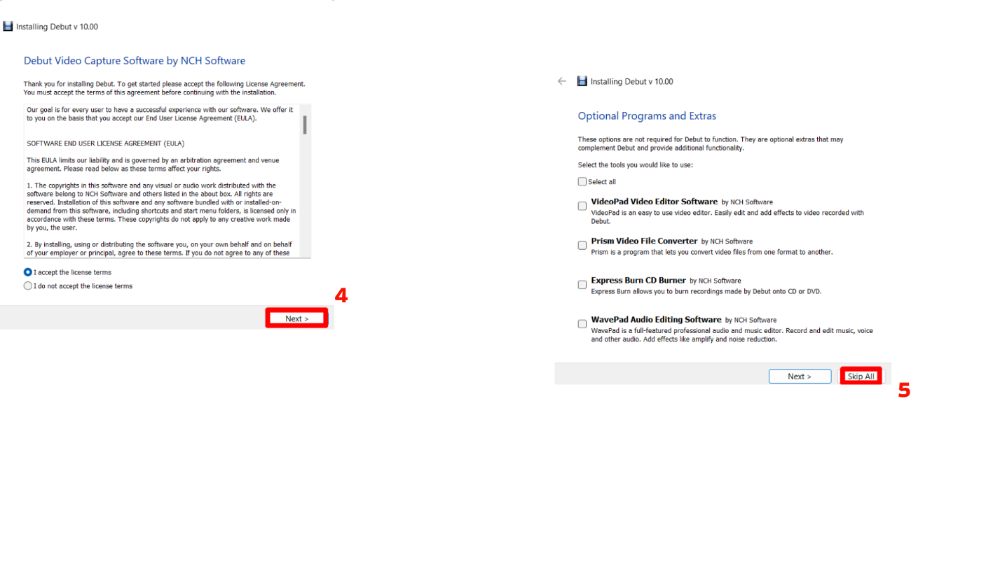 Installing Debut v 10.00
Debut Video Capture Software by NCH Software
Thank you for installing Debut. To get started please accept the following License Agreement.
You must accept the terms of this agreement before continuing with the installation.
Our goal is for every user to have a successful experience with our software. We offer it
to you on the basis that you accept our End User License Agreement (EULA).
SOFTWARE END USER LICENSE AGREEMENT (EULA)
This EULA limits our liability and is governed by an arbitration agreement and venue
agreement. Please read below as these terms affect your rights.
1. The copyrights in this software and any visual or audio work distributed with the
software belong to NCH Software and others listed in the about box. All rights are
reserved. Installation of this software and any software bundled with or installed-on-
demand from this software, including shortcuts and start menu folders, is licensed only in
accordance with these terms. These copyrights do not apply to any creative work made
by you, the user.
2. By installing, using or distributing the software you, on your own behalf and on behalf
of your employer or principal, agree to these terms. If you do not agree to any of these
I accept the license terms
I do not accept the license terms
4
Next >
Installing Debut v 10.00
Optional Programs and Extras
These options are not required for Debut to function. They are optional extras that may
complement Debut and provide additional functionality.
Select the tools you would like to use:
Select all
VideoPad Video Editor Software by NCH Software
VideoPad is an easy to use video editor. Easily edit and add effects to video recorded with
Debut.
Prism Video File Converter by NCH Software
Prism is a program that lets you convert video files from one format to another.
Express Burn CD Burner by NCH Software
Express Burn allows you to burn recordings made by Debut onto CD or DVD.
WavePad Audio Editing Software by NCH Software
WavePad is a full-featured professional audio and music editor. Record and edit music, voice
and other audio. Add effects like amplify and noise reduction.
Next >
Skip All
5